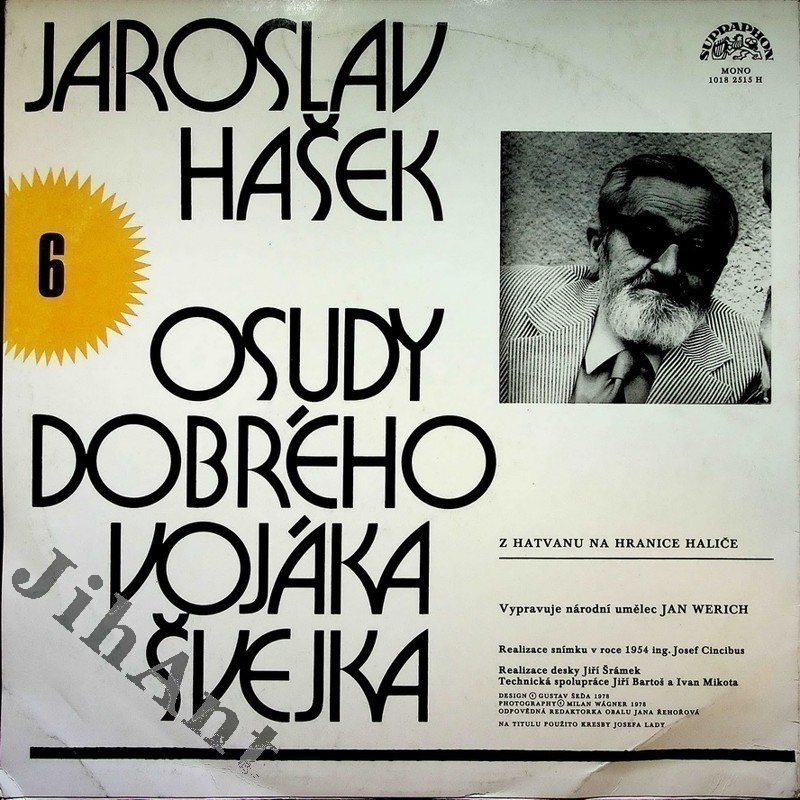 JAROSLAV
HAŠEK
SUPRAPHON
MONO
1018 2515 H
6
OSUDY
DOBRÉHO
VOJÁKA
ŠVEJKA
Z HATVANU NA HRANICE HALIČE
Vypravuje národní umělec JAN WERICH
Realizace snímku v roce 1954 ing. Josef Cincibus
Realizace desky Jiří Šrámek
Technická spolupráce Jiří Bartoš a Ivan Mikota
DESIGN Ⓟ GUSTAV ŠEĎA 1978
PHOTOGRAPHY Ⓟ MILAN WÁGNER 1978
ODPOVĚDNÁ REDAKTORKA OBALU JANA ŘEHOŘOVÁ
NA TITULU POUŽITO KRESBY JOSEFA LADY
JihAnt